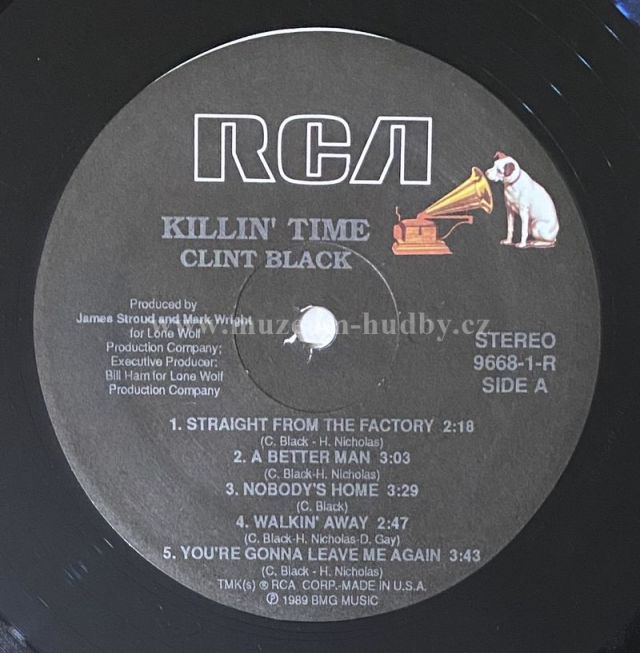 RCA
KILLIN' TIME
CLINT BLACK
Produced by
James Stroud and Mark Wright
for Lone Wolf
Production Company;
Executive Producer:
Bill Ham for Lone Wolf
Production Company
www.muzeum-hudby.cz
STEREO
9668-1-R
SIDE A
1. STRAIGHT FROM THE FACTORY 2:18
(C. Black - H. Nicholas)
2. A BETTER MAN 3:03
(C. Black-H. Nicholas)
3. NOBODY'S HOME 3:29
(C. Black)
4. WALKIN' AWAY 2:47
(C. Black-H. Nicholas-D. Gay)
5. YOU'RE GONNA LEAVE ME AGAIN 3:43
(C. Black - H. Nicholas)
TMK(s) ® RCA CORP.-MADE IN U.S.A.
℗ 1989 BMG MUSIC